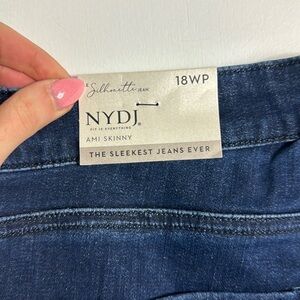 Silhouette
18WP
NYDJ®
FIT IS EVERYTHING
AMI SKINNY
THE SLEEKEST JEANS EVER